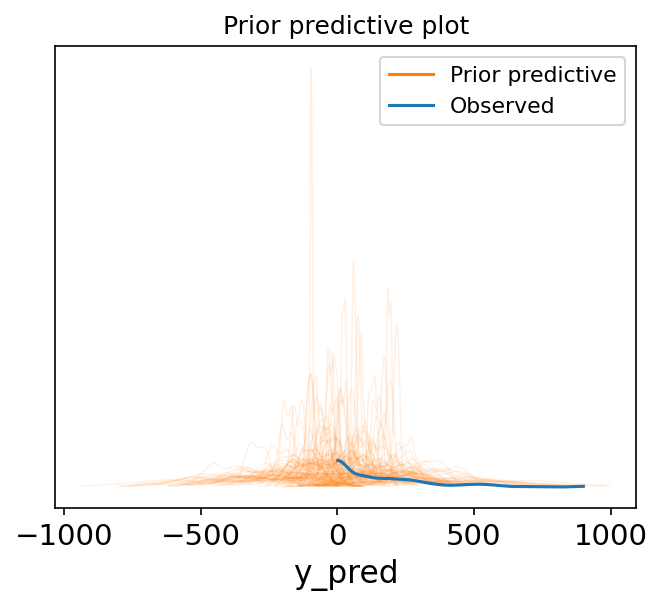 Prior predictive plot
Prior predictive
Observed
−1000 −500 0 500 1000
y_pred